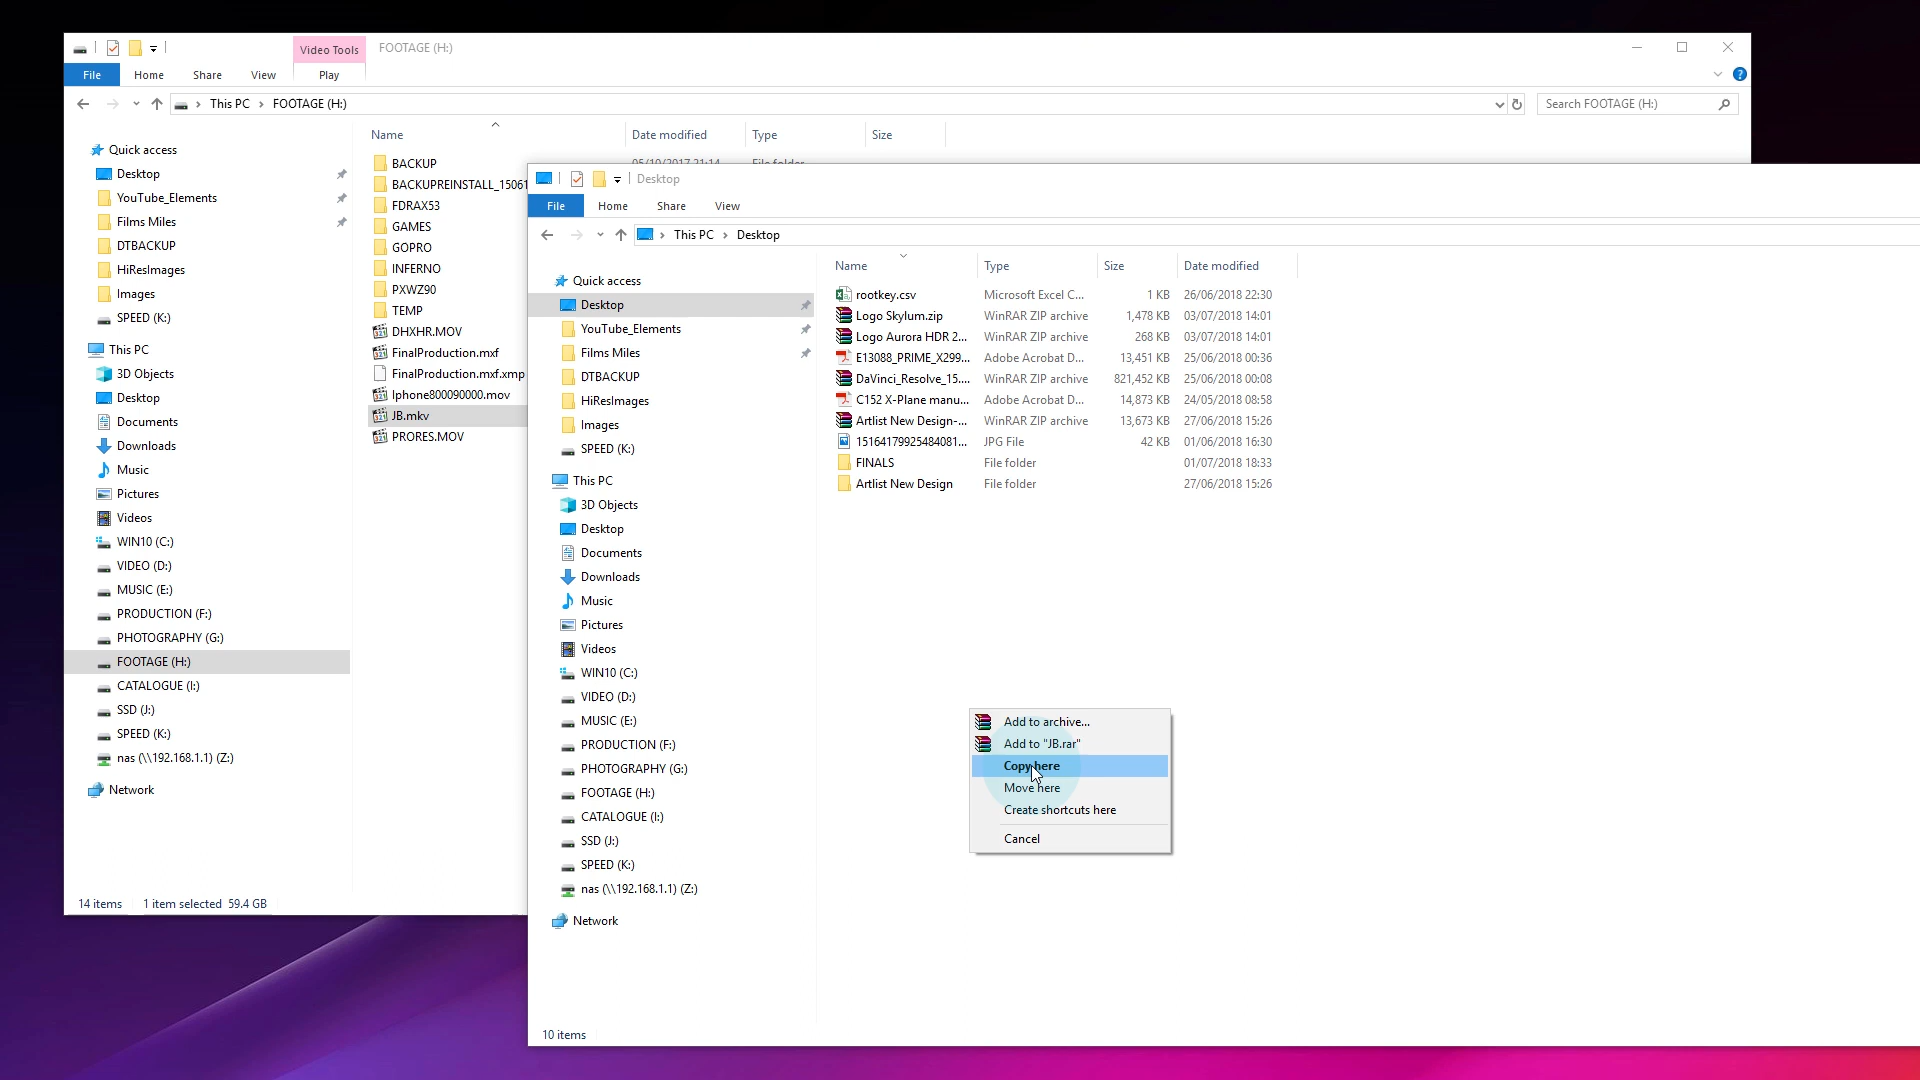 Video Tools FOOTAGE (H:)
File Home Share View Play
This PC FOOTAGE (H:) Search FOOTAGE (H:)
Name Date modified Type Size
Quick access
Desktop
YouTube_Elements
Films Miles
DTBACKUP
HiResImages
Images
SPEED (K:)
This PC
3D Objects
Desktop
Documents
Downloads
Music
Pictures
Videos
WIN10 (C:)
VIDEO (D:)
MUSIC (E:)
PRODUCTION (F:)
PHOTOGRAPHY (G:)
FOOTAGE (H:)
CATALOGUE (I:)
SSD (J:)
SPEED (K:)
nas (\\192.168.1.1) (Z:)
Network
BACKUP 05/10/2017 21:14 File folder
BACKUPREINSTALL_15061
FDRAX53
GAMES
GOPRO
INFERNO
PXWZ90
TEMP
DHXHR.MOV
FinalProduction.mxf
FinalProduction.mxf.xmp
Iphone800090000.mov
JB.mkv
PRORES.MOV
14 items 1 item selected 59.4 GB
Desktop
File Home Share View
This PC Desktop
Name Type Size Date modified
Quick access
Desktop
YouTube_Elements
Films Miles
DTBACKUP
HiResImages
Images
SPEED (K:)
This PC
3D Objects
Desktop
Documents
Downloads
Music
Pictures
Videos
WIN10 (C:)
VIDEO (D:)
MUSIC (E:)
PRODUCTION (F:)
PHOTOGRAPHY (G:)
FOOTAGE (H:)
CATALOGUE (I:)
SSD (J:)
SPEED (K:)
nas (\\192.168.1.1) (Z:)
Network
rootkey.csv Microsoft Excel C... 1 KB 26/06/2018 22:30
Logo Skylum.zip WinRAR ZIP archive 1,478 KB 03/07/2018 14:01
Logo Aurora HDR 2... WinRAR ZIP archive 268 KB 03/07/2018 14:01
E13088_PRIME_X299... Adobe Acrobat D... 13,451 KB 25/06/2018 00:36
DaVinci_Resolve_15.... WinRAR ZIP archive 821,452 KB 25/06/2018 00:08
C152 X-Plane manu... Adobe Acrobat D... 14,873 KB 24/05/2018 08:58
Artlist New Design-... WinRAR ZIP archive 13,673 KB 27/06/2018 15:26
15164179925484081... JPG File 42 KB 01/06/2018 16:30
FINALS File folder 01/07/2018 18:33
Artlist New Design File folder 27/06/2018 15:26
Add to archive...
Add to "JB.rar"
Copy here
Move here
Create shortcuts here
Cancel
10 items